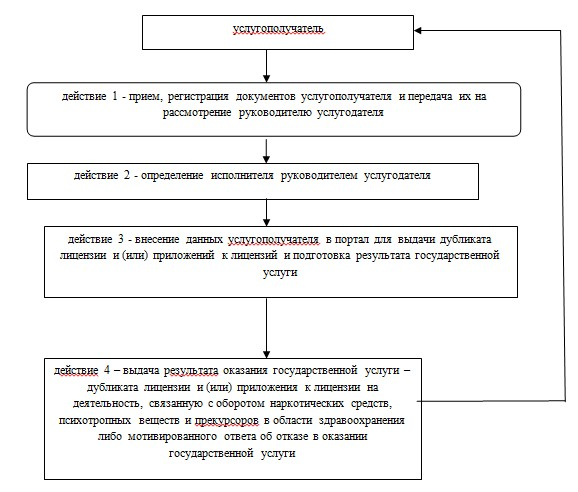 услугополучатель
действие 1 - прием, регистрация документов услугополучателя и передача их на
рассмотрение руководителю услугодателя
действие 2 - определение исполнителя руководителем услугодателя
действие 3 - внесение данных услугополучателя в портал для выдачи дубликата
лицензии и (или) приложений к лицензий и подготовка результата государственной
услуги
действие 4 – выдача результата оказания государственной услуги –
дубликата лицензии и (или) приложения к лицензии на
деятельность, связанную с оборотом наркотических средств,
психотропных веществ и прекурсоров в области здравоохранения
либо мотивированного ответа об отказе в оказании
государственной услуги